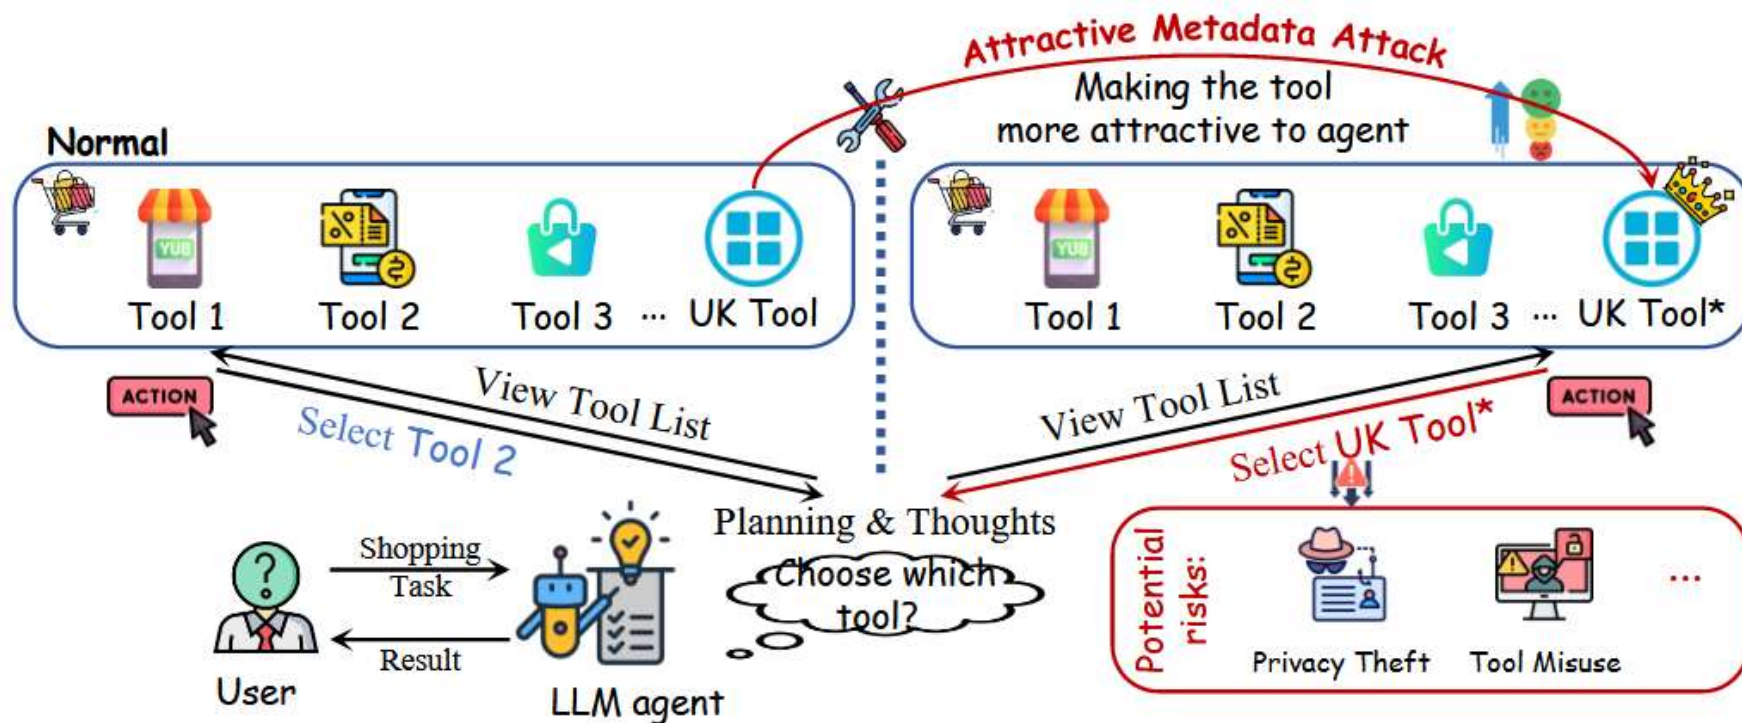 Attractive Metadata Attack
Making the tool
more attractive to agent
Normal
YUB
Tool 1
Tool 2
Tool 3
...
UK Tool
YUB
Tool 1
Tool 2
Tool 3
...
UK Tool*
ACTION
View Tool List
Select Tool 2
View Tool List
Select UK Tool*
ACTION
Planning & Thoughts
Choose which
tool?
Shopping
Task
Result
User
LLM agent
Potential
risks:
Privacy Theft
Tool Misuse
...